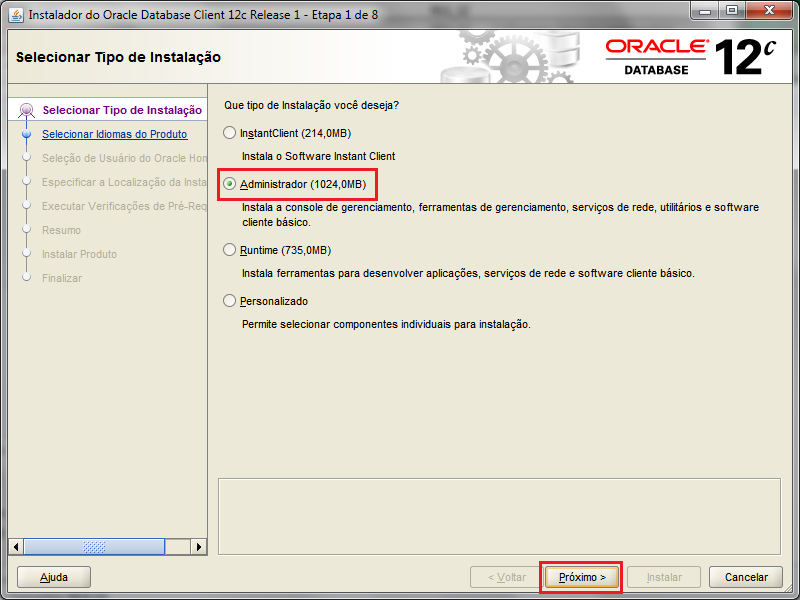 Instalador do Oracle Database Client 12c Release 1 - Etapa 1 de 8
Selecionar Tipo de Instalação
ORACLE®
DATABASE
12c
Selecionar Tipo de Instalação
Selecionar Idiomas do Produto
Seleção de Usuário do Oracle Hon
Especificar a Localização da Insta
Executar Verificações de Pré-Req
Resumo
Instalar Produto
Finalizar
Que tipo de Instalação você deseja?
InstantClient (214,0MB)
Instala o Software Instant Client
Administrador (1024,0MB)
Instala a console de gerenciamento, ferramentas de gerenciamento, serviços de rede, utilitários e software
cliente básico.
Runtime (735,0MB)
Instala ferramentas para desenvolver aplicações, serviços de rede e software cliente básico.
Personalizado
Permite selecionar componentes individuais para instalação.
Ajuda
< Voltar
Próximo >
Instalar
Cancelar